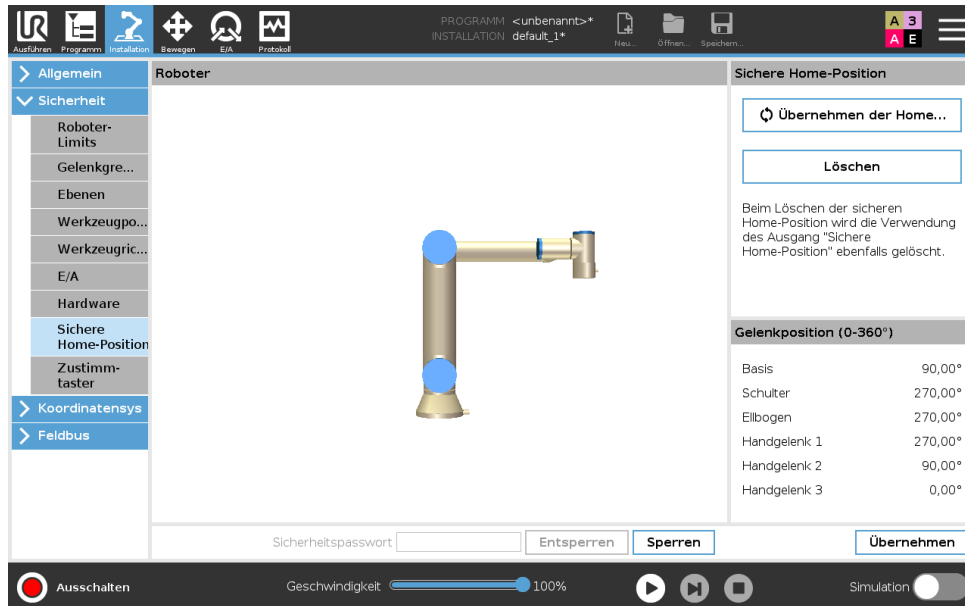 PROGRAMM <unbenannt>*
INSTALLATION default_1*
Ausführen Programm Installation Bewegen E/A Protokoll
Neu... Öffnen... Speichern...
A 3
A E
Allgemein
Sicherheit
Roboter-
Limits
Gelenkgre...
Ebenen
Werkzeugpo...
Werkzeugric...
E/A
Hardware
Sichere
Home-Position
Zustimm-
taster
Koordinatensys
Feldbus
Roboter
Sichere Home-Position
Übernehmen der Home...
Löschen
Beim Löschen der sicheren
Home-Position wird die Verwendung
des Ausgang "Sichere
Home-Position" ebenfalls gelöscht.
Gelenkposition (0-360°)
Basis 90,00°
Schulter 270,00°
Ellbogen 270,00°
Handgelenk 1 270,00°
Handgelenk 2 90,00°
Handgelenk 3 0,00°
Sicherheitspasswort Entsperren Sperren Übernehmen
Ausschalten Geschwindigkeit 100% Simulation